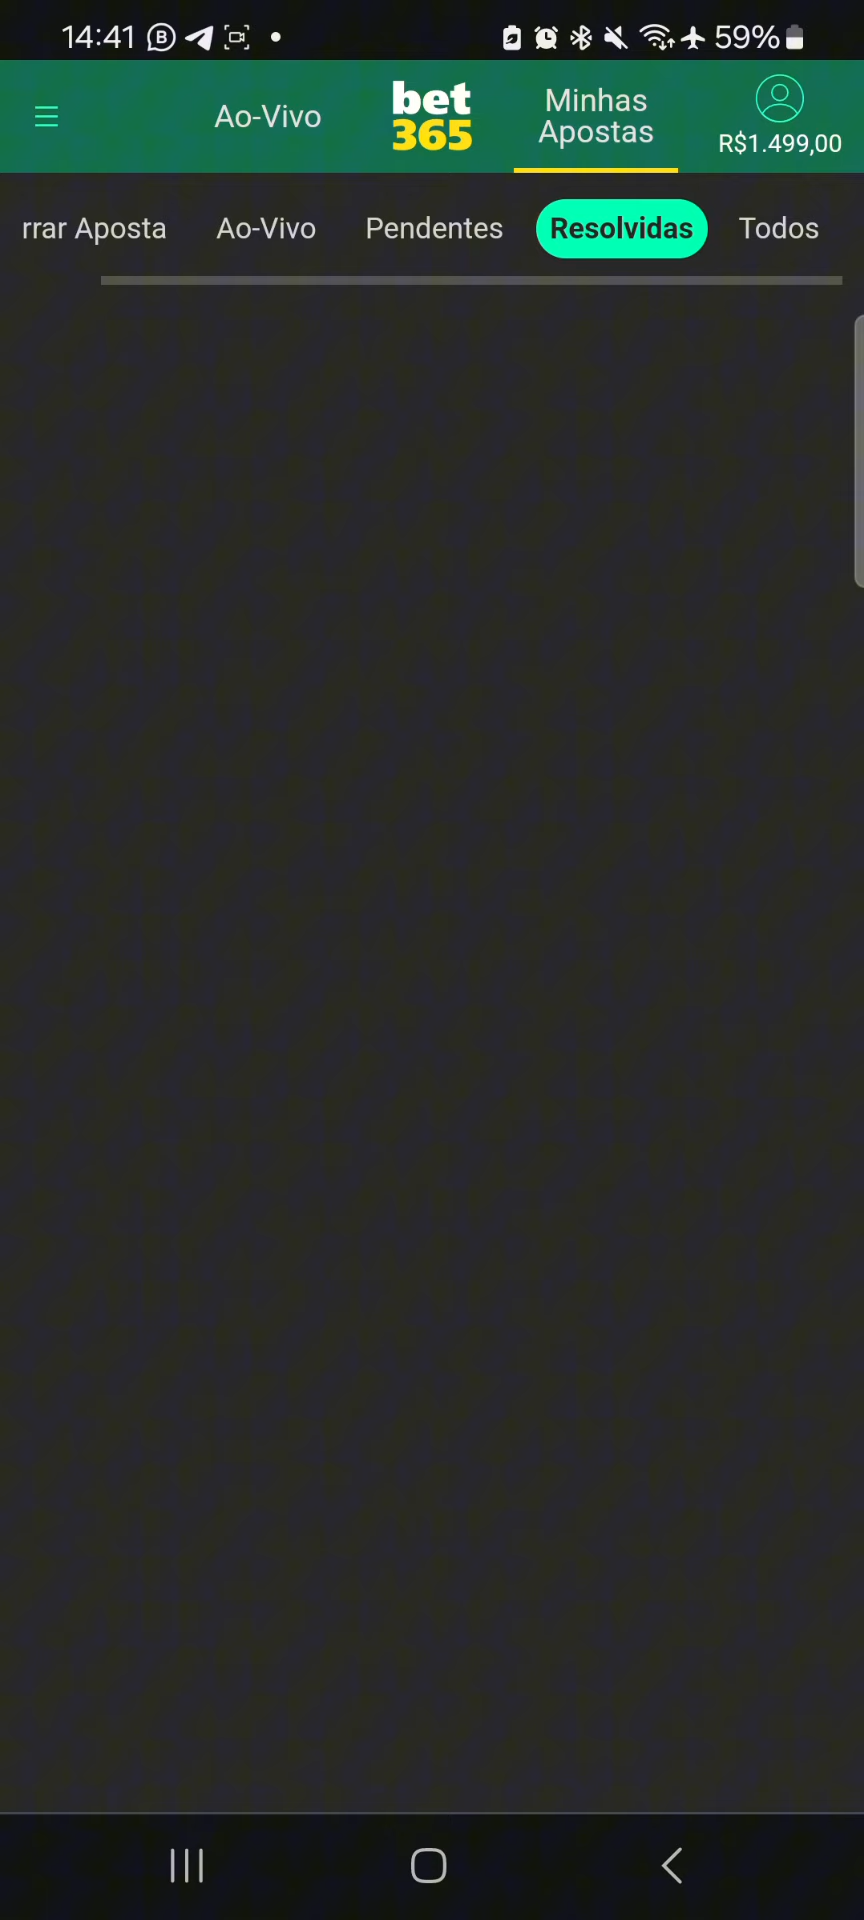 14:41 59%
Ao-Vivo
bet
365
Minhas
Apostas
R$1.499,00
rrar Aposta Ao-Vivo Pendentes Resolvidas Todos